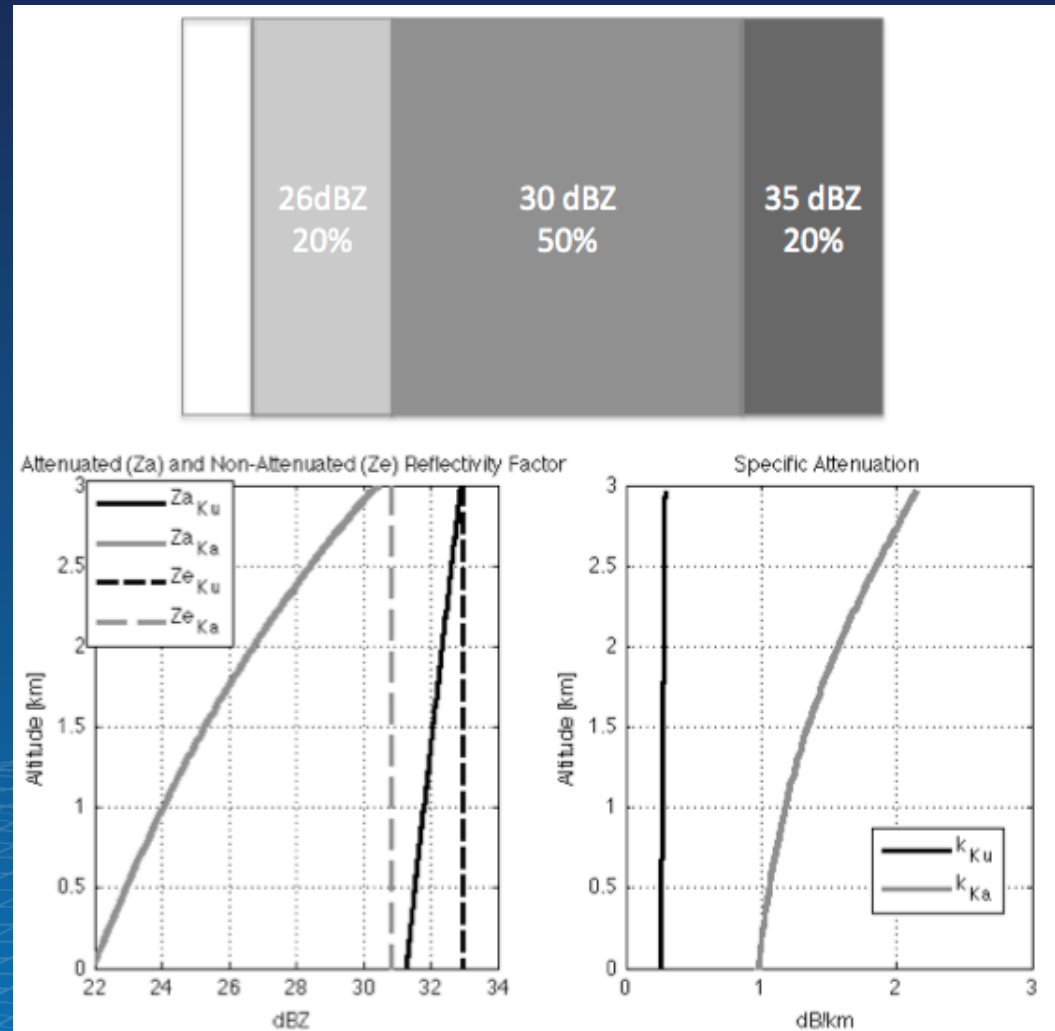 26dBZ
20%
30 dBZ
50%
35 dBZ
20%
Attenuated (Za) and Non-Attenuated (Ze) Reflectivity Factor
3
2.5
2
1.5
1
0.5
0
Altitude [km]
Za Ku
Za Ka
Ze Ku
Ze Ka
22 24 26 28 30 32 34
dBZ
Specific Attenuation
3
2.5
2
1.5
1
0.5
0
Altitude [km]
k Ku
k Ka
0 1 2 3
dB/km